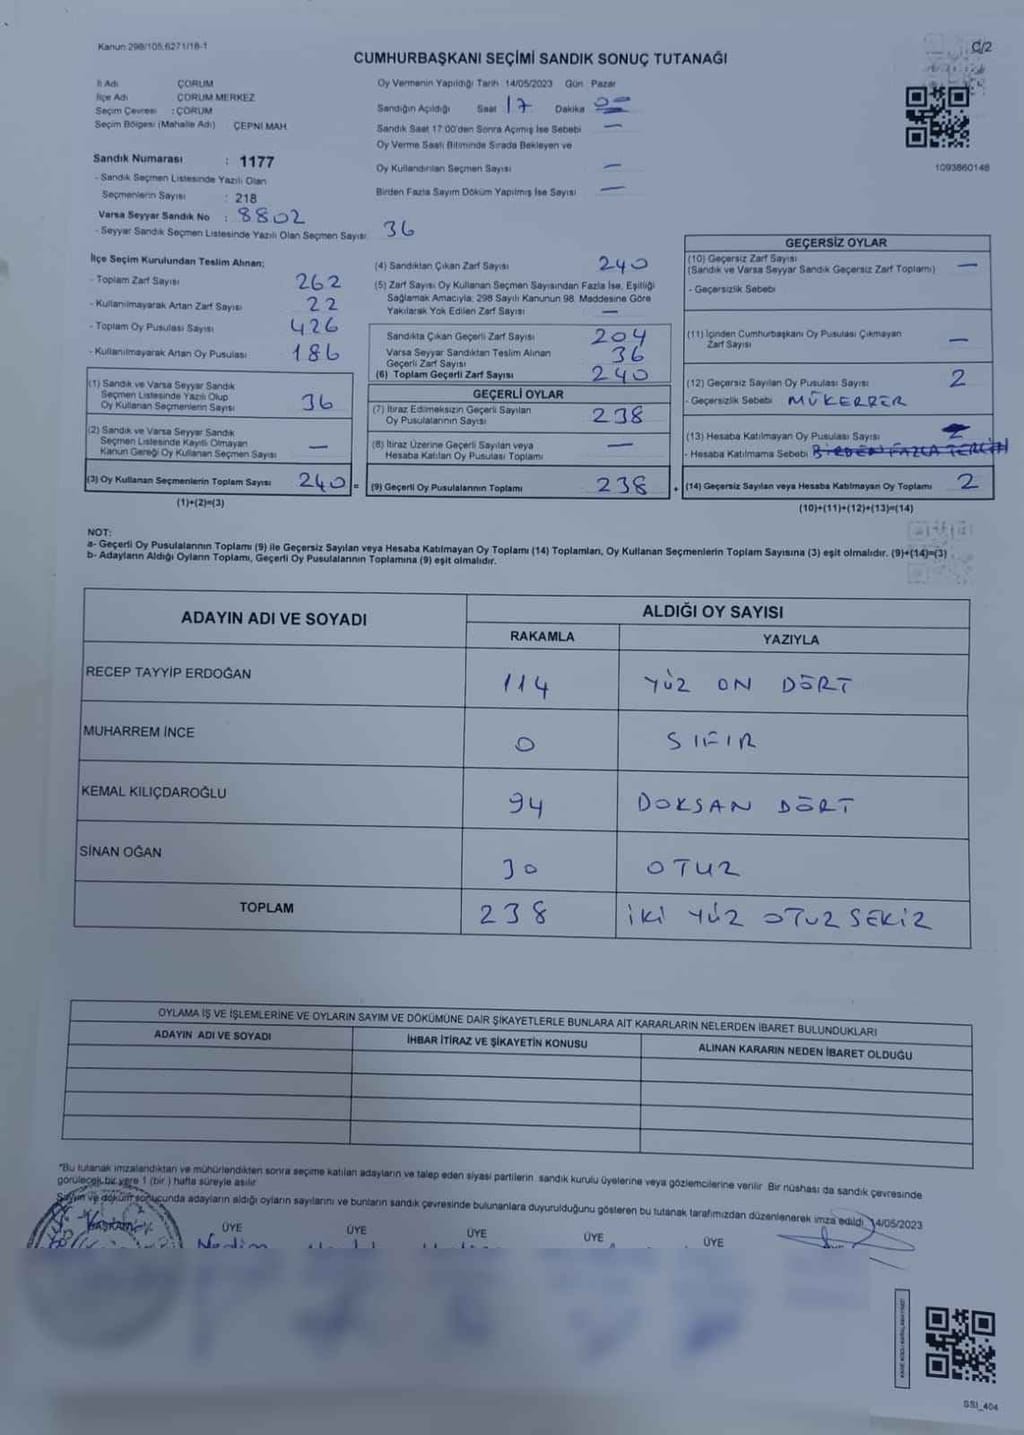 Kanun:298/105,6271/18-1
C/2
CUMHURBAŞKANI SEÇİMİ SANDIK SONUÇ TUTANAĞI
İl Adı ÇORUM
İlçe Adı ÇORUM MERKEZ
Seçim Çevresi : ÇORUM
Seçim Bölgesi (Mahalle Adı) ÇEPNİ MAH.
Oy Vermenin Yapıldığı Tarih 14/05/2023 Gün Pazar
Sandığın Açıldığı Saat 17 Dakika 00
Sandık Saat 17:00'den Sonra Açılmış İse Sebebi —
Oy Verme Saati Bitiminde Sırada Bekleyen ve
Oy Kullandırılan Seçmen Sayısı —
Birden Fazla Sayım Döküm Yapılmış İse Sayısı —
1093860148
Sandık Numarası : 1177
- Sandık Seçmen Listesinde Yazılı Olan
Seçmenlerin Sayısı : 218
Varsa Seyyar Sandık No : 8802
- Seyyar Sandık Seçmen Listesinde Yazılı Olan Seçmen Sayısı 36
İlçe Seçim Kurulundan Teslim Alınan;
- Toplam Zarf Sayısı 262
- Kullanılmayarak Artan Zarf Sayısı 22
- Toplam Oy Pusulası Sayısı 426
- Kullanılmayarak Artan Oy Pusulası 186
(1) Sandık ve Varsa Seyyar Sandık
Seçmen Listesinde Yazılı Olup
Oy Kullanan Seçmenlerin Sayısı 36
(2) Sandık ve Varsa Seyyar Sandık
Seçmen Listesinde Kayıtlı Olmayan
Kanun Gereği Oy Kullanan Seçmen Sayısı —
(3) Oy Kullanan Seçmenlerin Toplam Sayısı 240 =
(1)+(2)=(3)
(4) Sandıktan Çıkan Zarf Sayısı 240
(5) Zarf Sayısı Oy Kullanan Seçmen Sayısından Fazla İse, Eşitliği
Sağlamak Amacıyla; 298 Sayılı Kanunun 98. Maddesine Göre
Yakılarak Yok Edilen Zarf Sayısı —
Sandıkta Çıkan Geçerli Zarf Sayısı 204
Varsa Seyyar Sandıktan Teslim Alınan
Geçerli Zarf Sayısı 36
(6) Toplam Geçerli Zarf Sayısı 240
GEÇERLİ OYLAR
(7) İtiraz Edilmeksizin Geçerli Sayılan
Oy Pusulalarının Sayısı 238
(8) İtiraz Üzerine Geçerli Sayılan veya
Hesaba Katılan Oy Pusulası Toplamı —
(9) Geçerli Oy Pusulalarının Toplamı 238 +
GEÇERSİZ OYLAR
(10) Geçersiz Zarf Sayısı
(Sandık ve Varsa Seyyar Sandık Geçersiz Zarf Toplamı) —
- Geçersizlik Sebebi
(11) İçinden Cumhurbaşkanı Oy Pusulası Çıkmayan
Zarf Sayısı —
(12) Geçersiz Sayılan Oy Pusulası Sayısı 2
- Geçersizlik Sebebi MÜKERRER
(13) Hesaba Katılmayan Oy Pusulası Sayısı
- Hesaba Katılmama Sebebi BİRDEN FAZLA TERCİH
(14) Geçersiz Sayılan veya Hesaba Katılmayan Oy Toplamı 2
(10)+(11)+(12)+(13)=(14)
NOT:
a- Geçerli Oy Pusulalarının Toplamı (9) ile Geçersiz Sayılan veya Hesaba Katılmayan Oy Toplamı (14) Toplamları, Oy Kullanan Seçmenlerin Toplam Sayısına (3) eşit olmalıdır. (9)+(14)=(3)
b- Adayların Aldığı Oyların Toplamı, Geçerli Oy Pusulalarının Toplamına (9) eşit olmalıdır.
ADAYIN ADI VE SOYADI
ALDIĞI OY SAYISI
RAKAMLA YAZIYLA
RECEP TAYYİP ERDOĞAN 114 YÜZ ON DÖRT
MUHARREM İNCE 0 SIFIR
KEMAL KILIÇDAROĞLU 94 DOKSAN DÖRT
SİNAN OĞAN 30 OTUZ
TOPLAM 238 İKİ YÜZ OTUZ SEKİZ
OYLAMA İŞ VE İŞLEMLERİNE VE OYLARIN SAYIM VE DÖKÜMÜNE DAİR ŞİKAYETLERLE BUNLARA AİT KARARLARIN NELERDEN İBARET BULUNDUKLARI
ADAYIN ADI VE SOYADI İHBAR İTİRAZ VE ŞİKAYETİN KONUSU ALINAN KARARIN NEDEN İBARET OLDUĞU
*Bu tutanak imzalandıktan ve mühürlendikten sonra seçime katılan adayların ve talep eden siyasi partilerin sandık kurulu üyelerine veya gözlemcilerine verilir. Bir nüshası da sandık çevresinde
görülecek bir yere 1 (bir) hafta süreyle asılır.
Sayım ve döküm sonucunda adayların aldığı oyların sayılarını ve bunların sandık çevresinde bulunanlara duyurulduğunu gösteren bu tutanak tarafımızdan düzenlenerek imza edildi. 14/05/2023
BAŞKAN ÜYE ÜYE ÜYE ÜYE ÜYE
SSI_404